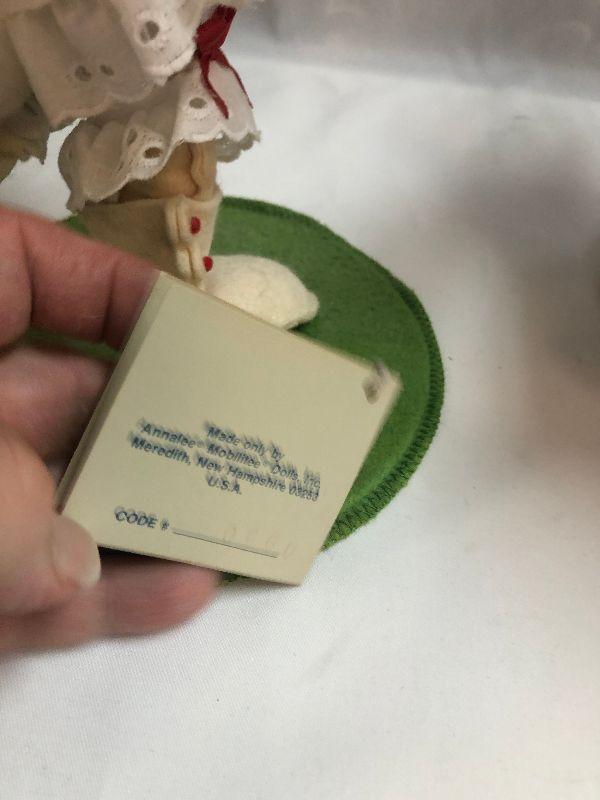 Made only by
Annalee® Mobilitee® Dolls, Inc.
Meredith, New Hampshire 03253
U.S.A.
CODE #